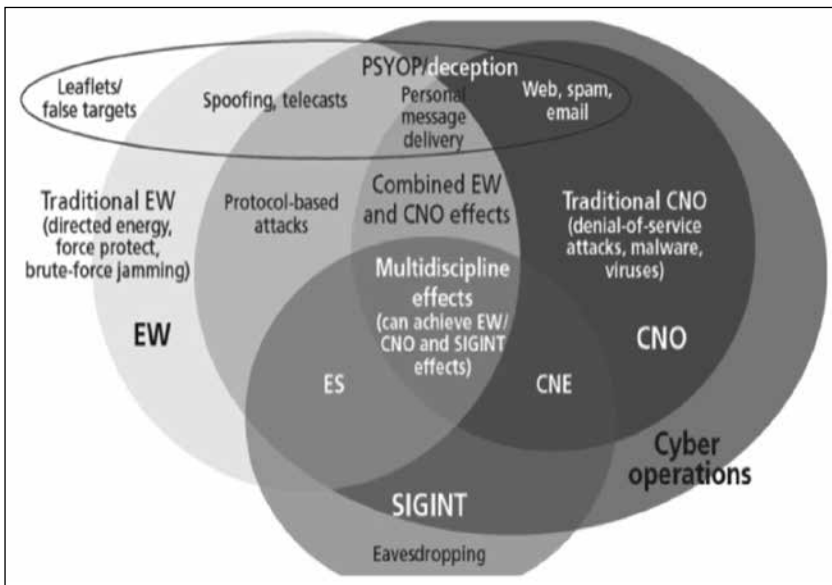 PSYOP/deception
Leaflets/
false targets
Spoofing, telecasts
Personal
message
delivery
Web, spam,
email
Traditional EW
(directed energy,
force protect,
brute-force jamming)
EW
Protocol-based
attacks
Combined EW
and CNO effects
Traditional CNO
(denial-of-service
attacks, malware,
viruses)
CNO
Multidiscipline
effects
(can achieve EW/
CNO and SIGINT
effects)
ES
CNE
Cyber
operations
SIGINT
Eavesdropping